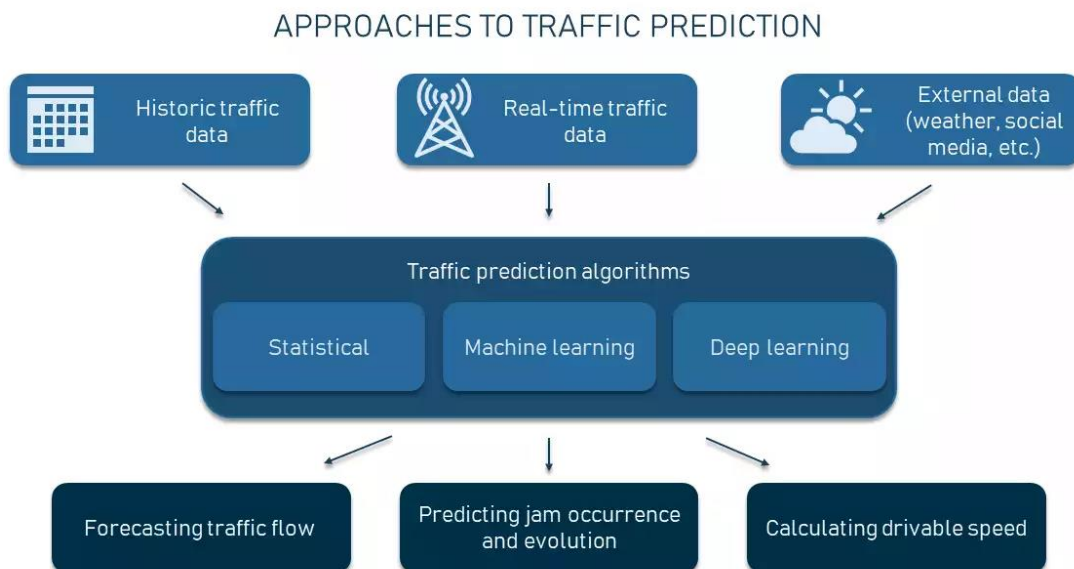 APPROACHES TO TRAFFIC PREDICTION
Historic traffic
data
Real-time traffic
data
External data
(weather, social
media, etc.)
Traffic prediction algorithms
Statistical
Machine learning
Deep learning
Forecasting traffic flow
Predicting jam occurrence
and evolution
Calculating drivable speed